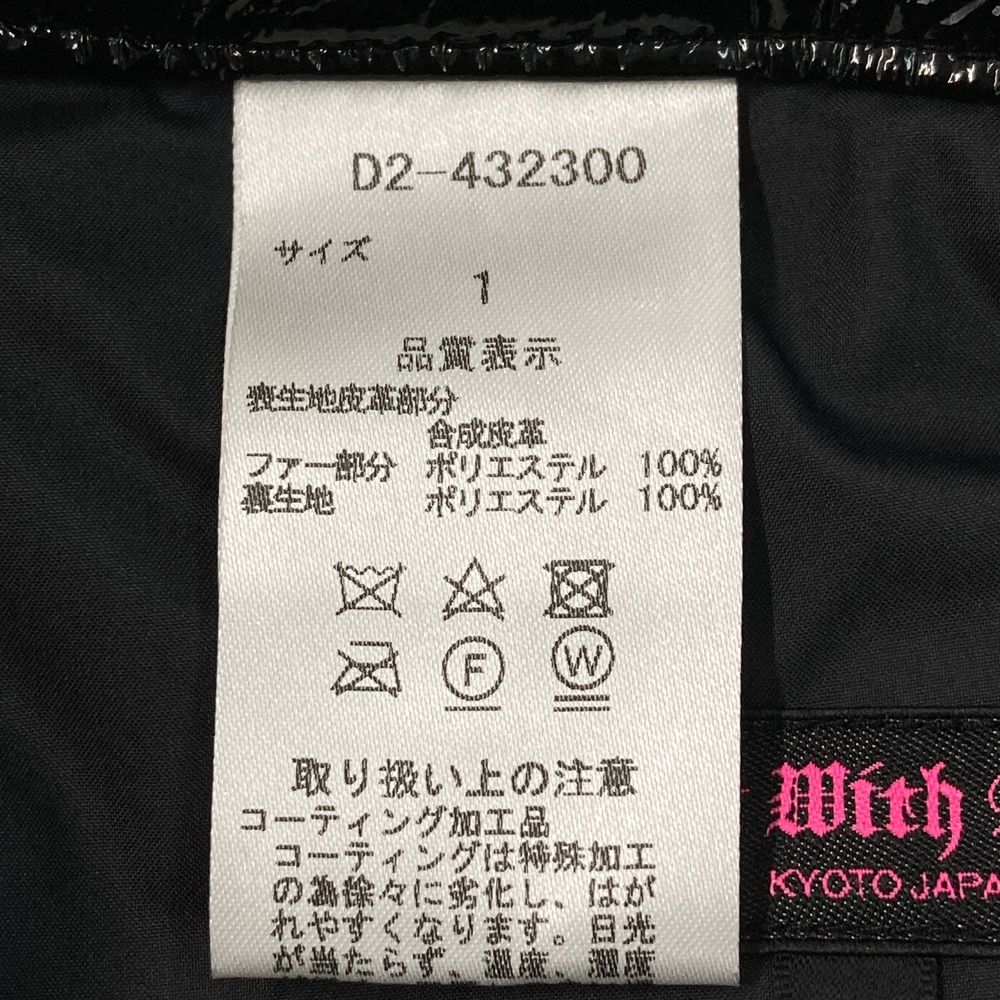 D2-432300
サイズ
1
品質表示
表生地皮革部分
合成皮革
ファー部分 ポリエステル 100%
裏生地 ポリエステル 100%
F
W
取り扱い上の注意
コーティング加工品
コーティングは特殊加工
の為徐々に劣化し、はが
れやすくなります。日光
が当たらず、温度、湿度
With
KYOTO JAPA